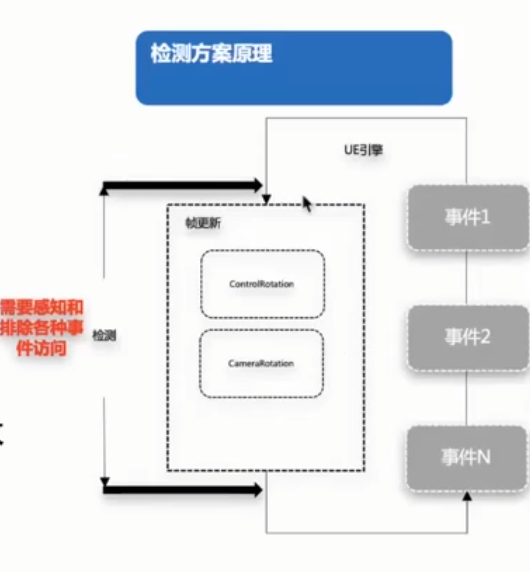 检测方案原理
UE引擎
帧更新
事件1
ControlRotation
需要感知和
排除各种事
件访问
检测
事件2
CameraRotation
事件N